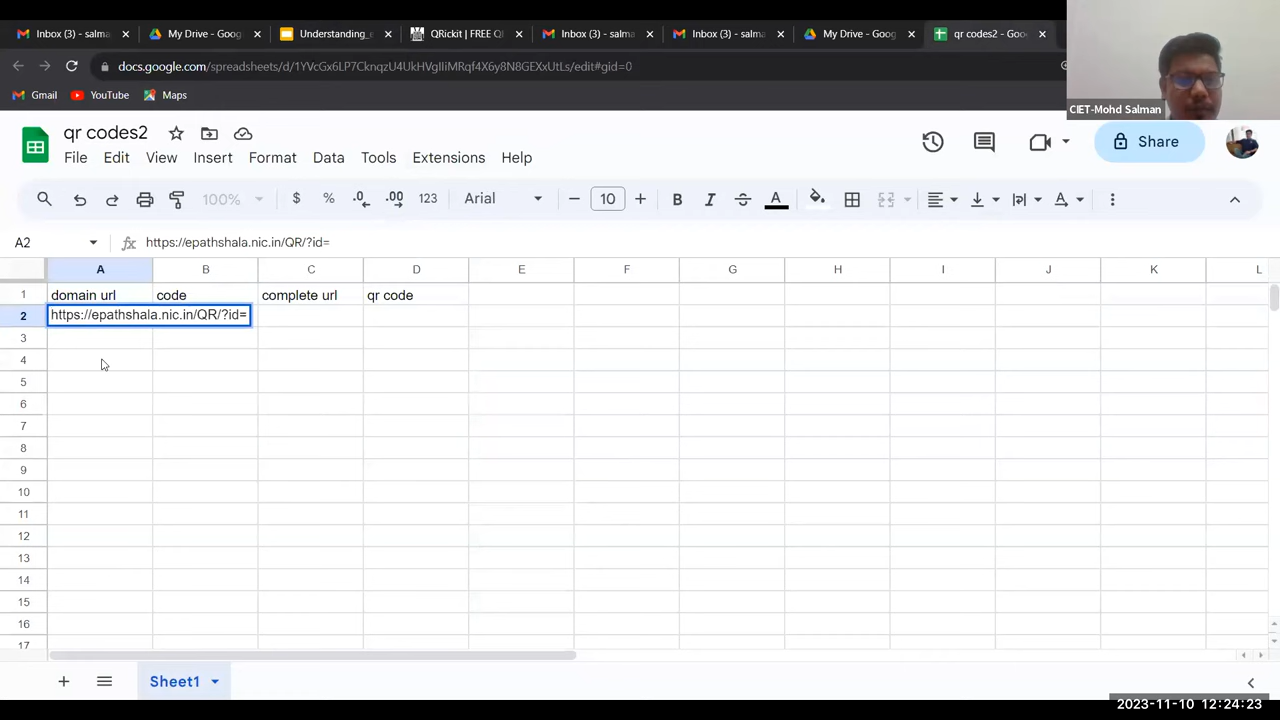 Inbox (3) - salma
My Drive - Goog
Understanding_e
QRickit | FREE Q
Inbox (3) - salma
Inbox (3) - salma
My Drive - Goog
qr codes2 - Goo
docs.google.com/spreadsheets/d/1YVcGx6LP7CknqzU4UkHVgIliMRqf4X6y8N8GEXxUtLs/edit#gid=0
Gmail
YouTube
Maps
CIET-Mohd Salman
qr codes2
File Edit View Insert Format Data Tools Extensions Help
Share
100% $ % .0 .00 123 Arial 10 B I A
A2 fx https://epathshala.nic.in/QR/?id=
A B C D E F G H I J K L
1 domain url code complete url qr code
2 https://epathshala.nic.in/QR/?id=
3
4
5
6
7
8
9
10
11
12
13
14
15
16
17
Sheet1
2023-11-10 12:24:23